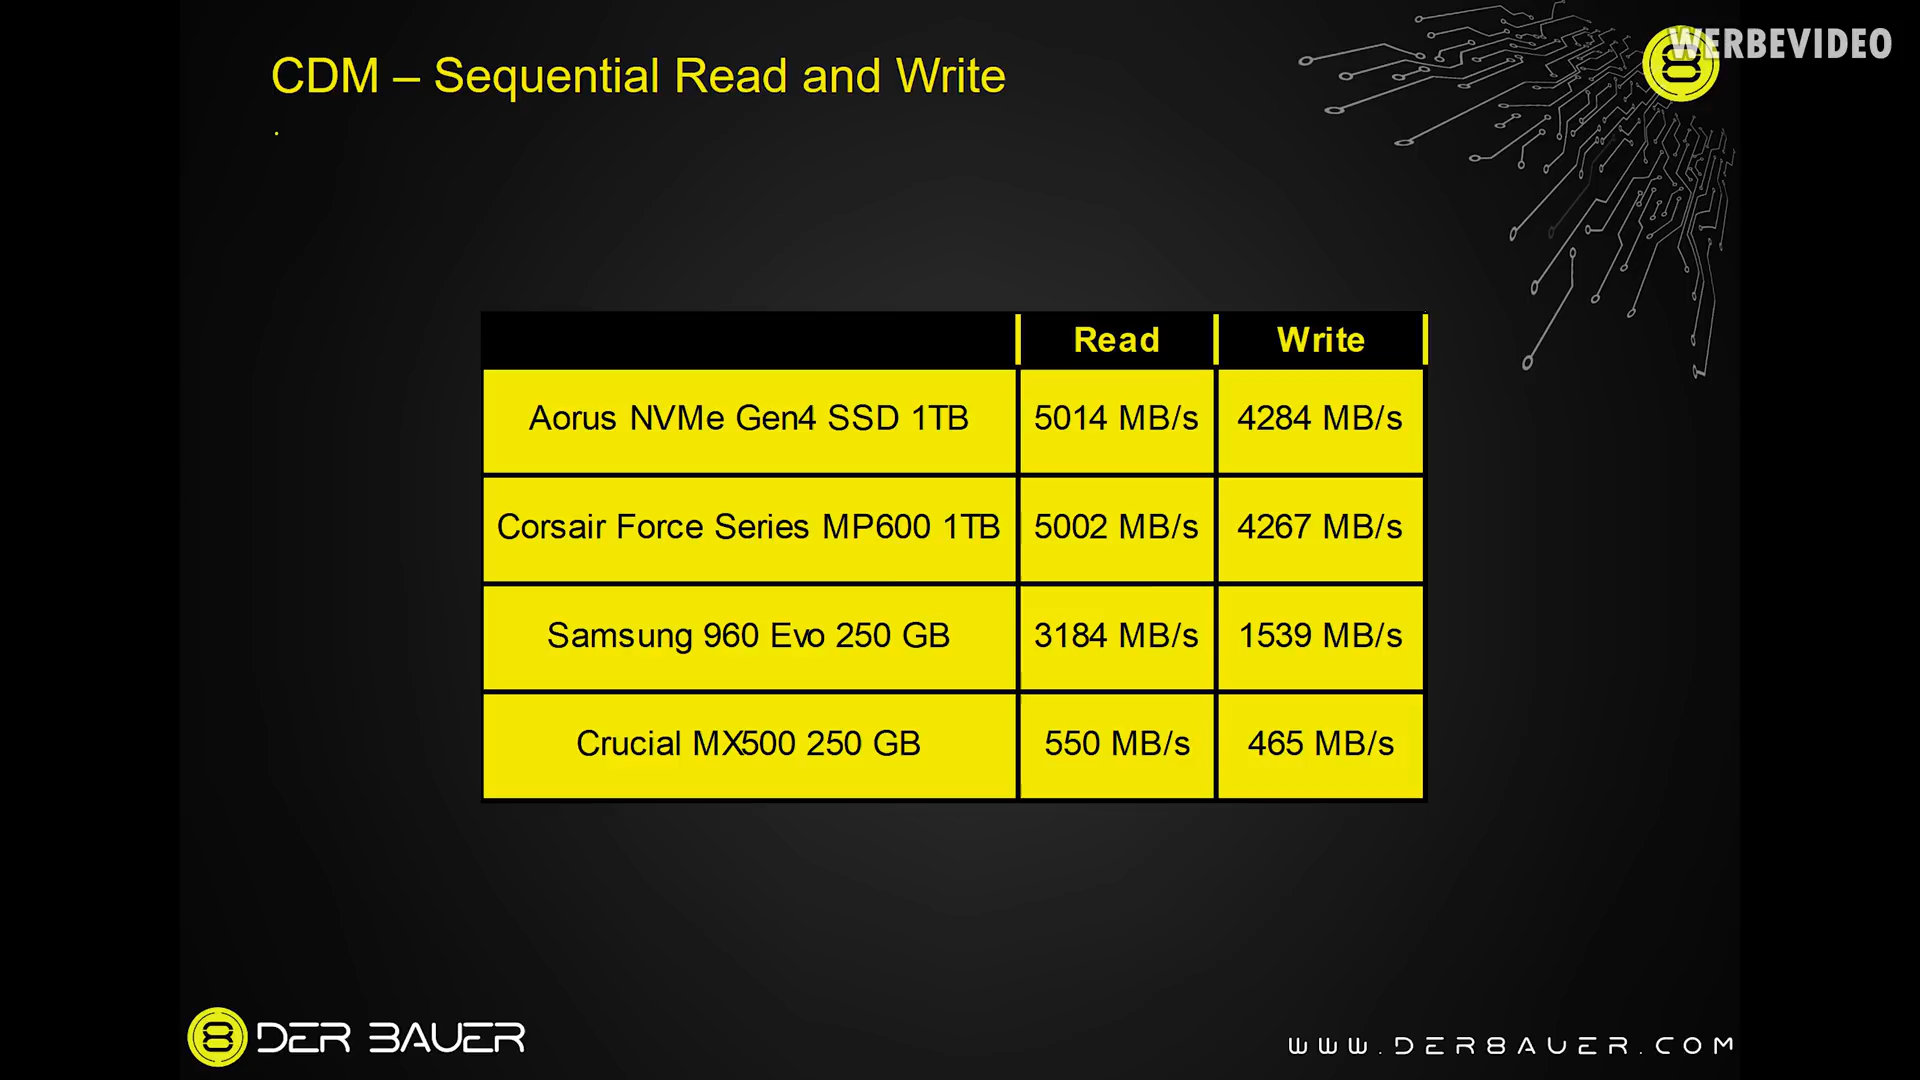 WERBEVIDEO
CDM – Sequential Read and Write
.
Read Write
Aorus NVMe Gen4 SSD 1TB 5014 MB/s 4284 MB/s
Corsair Force Series MP600 1TB 5002 MB/s 4267 MB/s
Samsung 960 Evo 250 GB 3184 MB/s 1539 MB/s
Crucial MX500 250 GB 550 MB/s 465 MB/s
DER 8AUER
WWW.DER8AUER.COM